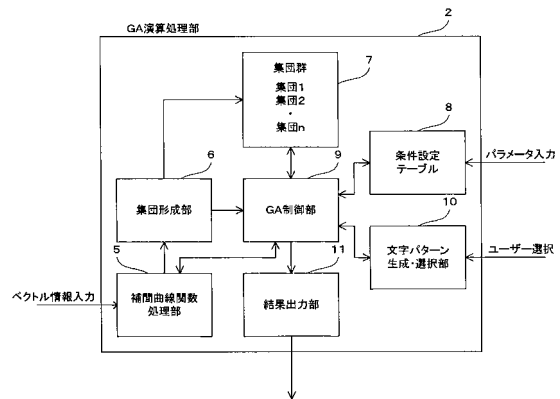 GA演算処理部
2
集団群
集団1
集団2
・
集団n
7
8
条件設定
テーブル
パラメータ入力
6
集団形成部
9
GA制御部
10
文字パターン
生成・選択部
ユーザー選択
5
補間曲線関数
処理部
ベクトル情報入力
11
結果出力部